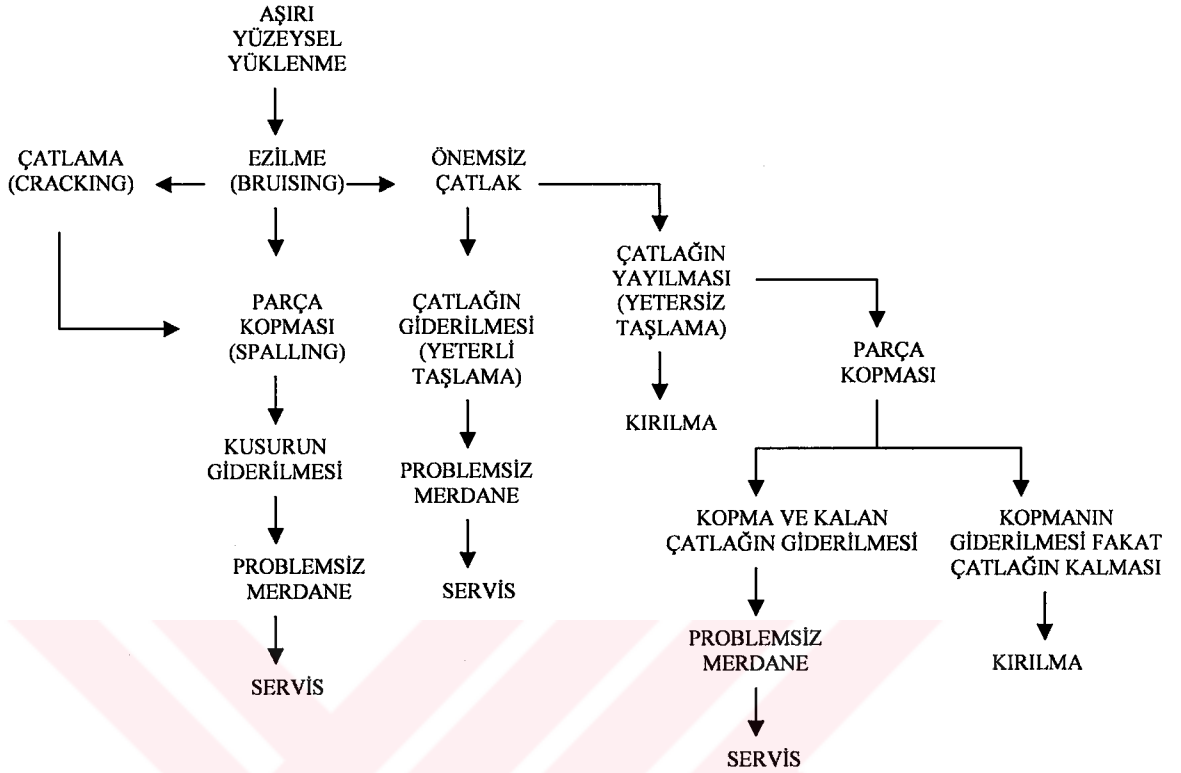 AŞIRI
YÜZEYSEL
YÜKLENME
ÇATLAMA
(CRACKING)
EZİLME
(BRUISING)
ÖNEMSİZ
ÇATLAK
ÇATLAĞIN
YAYILMASI
(YETERSİZ
TAŞLAMA)
PARÇA
KOPMASI
(SPALLING)
ÇATLAĞIN
GİDERİLMESİ
(YETERLİ
TAŞLAMA)
PARÇA
KOPMASI
KIRILMA
KUSURUN
GİDERİLMESİ
PROBLEMSİZ
MERDANE
KOPMA VE KALAN
ÇATLAĞIN GİDERİLMESİ
KOPMANIN
GİDERİLMESİ FAKAT
ÇATLAĞIN KALMASI
PROBLEMSİZ
MERDANE
SERVİS
PROBLEMSİZ
MERDANE
KIRILMA
SERVİS
SERVİS